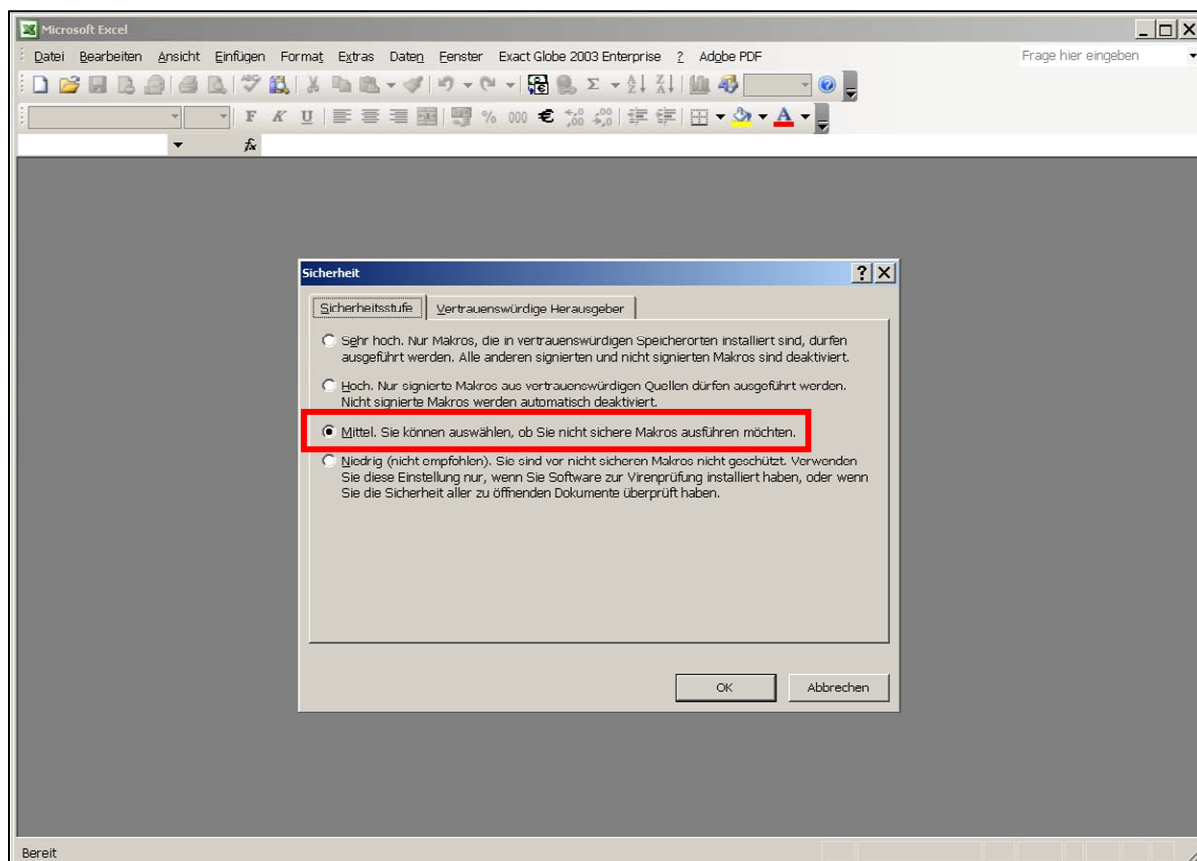 Microsoft Excel
Datei Bearbeiten Ansicht Einfügen Format Extras Daten Fenster Exact Globe 2003 Enterprise ? Adobe PDF Frage hier eingeben
F K U % 000 € A
fx
Sicherheit
Sicherheitsstufe Vertrauenswürdige Herausgeber
Sehr hoch. Nur Makros, die in vertrauenswürdigen Speicherorten installiert sind, dürfen
ausgeführt werden. Alle anderen signierten und nicht signierten Makros sind deaktiviert.
Hoch. Nur signierte Makros aus vertrauenswürdigen Quellen dürfen ausgeführt werden.
Nicht signierte Makros werden automatisch deaktiviert.
Mittel. Sie können auswählen, ob Sie nicht sichere Makros ausführen möchten.
Niedrig (nicht empfohlen). Sie sind vor nicht sicheren Makros nicht geschützt. Verwenden
Sie diese Einstellung nur, wenn Sie Software zur Virenprüfung installiert haben, oder wenn
Sie die Sicherheit aller zu öffnenden Dokumente überprüft haben.
OK Abbrechen
Bereit